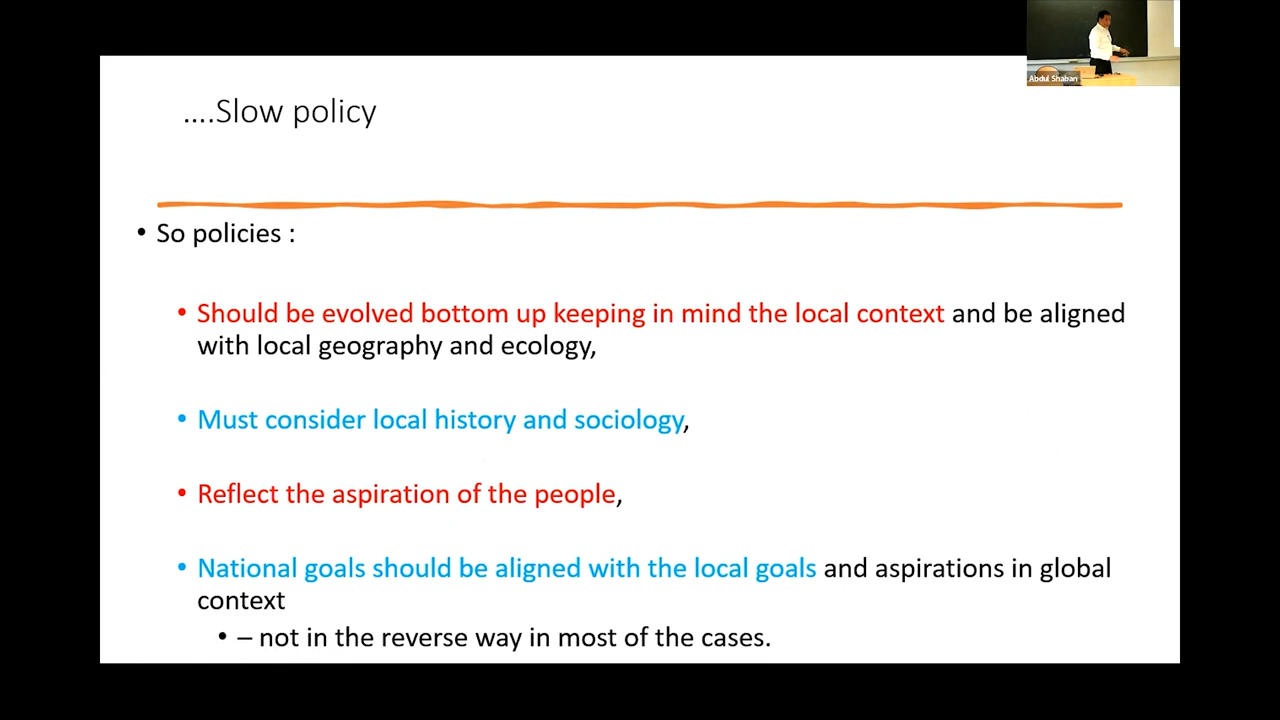 Abdul Shaban
....Slow policy
• So policies :
• Should be evolved bottom up keeping in mind the local context and be aligned
with local geography and ecology,
• Must consider local history and sociology,
• Reflect the aspiration of the people,
• National goals should be aligned with the local goals and aspirations in global
context
• – not in the reverse way in most of the cases.